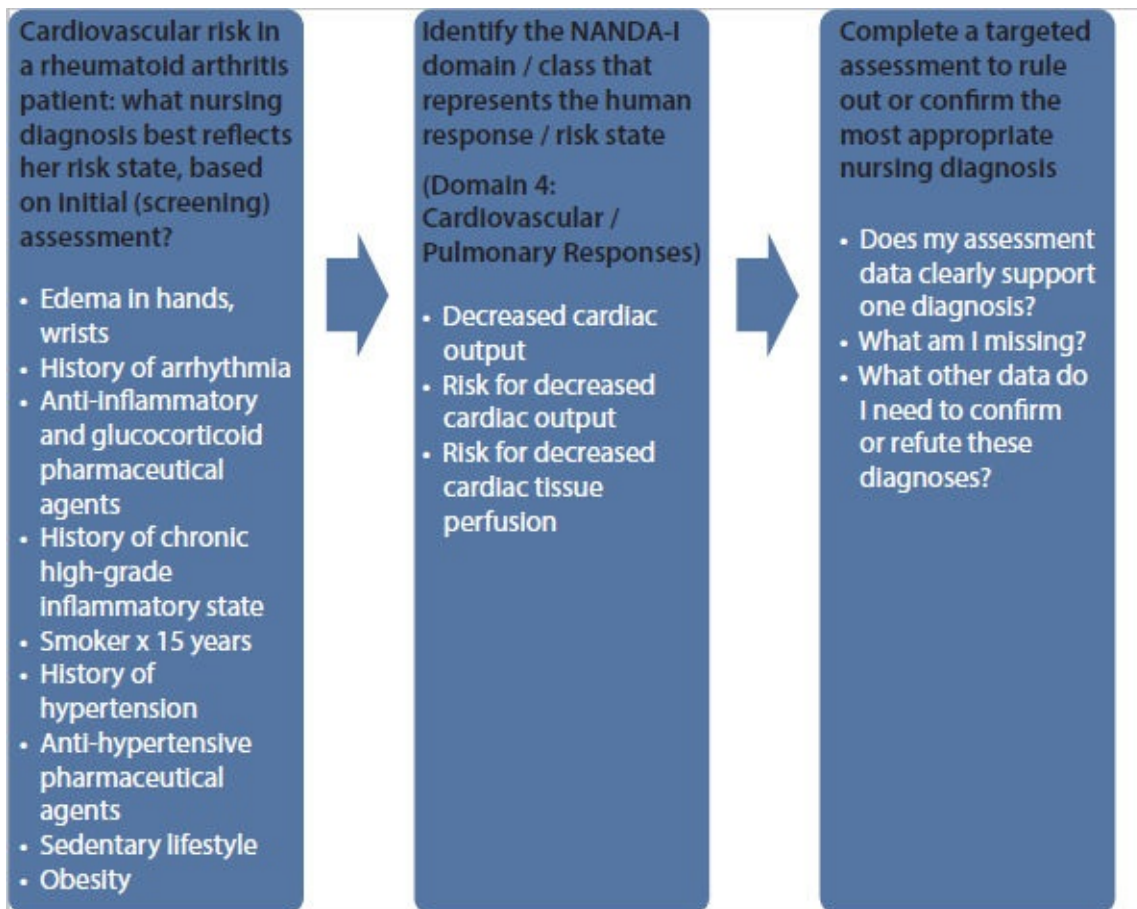 Cardiovascular risk in
a rheumatoid arthritis
patient: what nursing
diagnosis best reflects
her risk state, based
on initial (screening)
assessment?
• Edema in hands,
wrists
• History of arrhythmia
• Anti-inflammatory
and glucocorticoid
pharmaceutical
agents
• History of chronic
high-grade
inflammatory state
• Smoker x 15 years
• History of
hypertension
• Anti-hypertensive
pharmaceutical
agents
• Sedentary lifestyle
• Obesity
Identify the NANDA-I
domain / class that
represents the human
response / risk state
(Domain 4:
Cardiovascular /
Pulmonary Responses)
• Decreased cardiac
output
• Risk for decreased
cardiac output
• Risk for decreased
cardiac tissue
perfusion
Complete a targeted
assessment to rule
out or confirm the
most appropriate
nursing diagnosis
• Does my assessment
data clearly support
one diagnosis?
• What am I missing?
• What other data do
I need to confirm
or refute these
diagnoses?